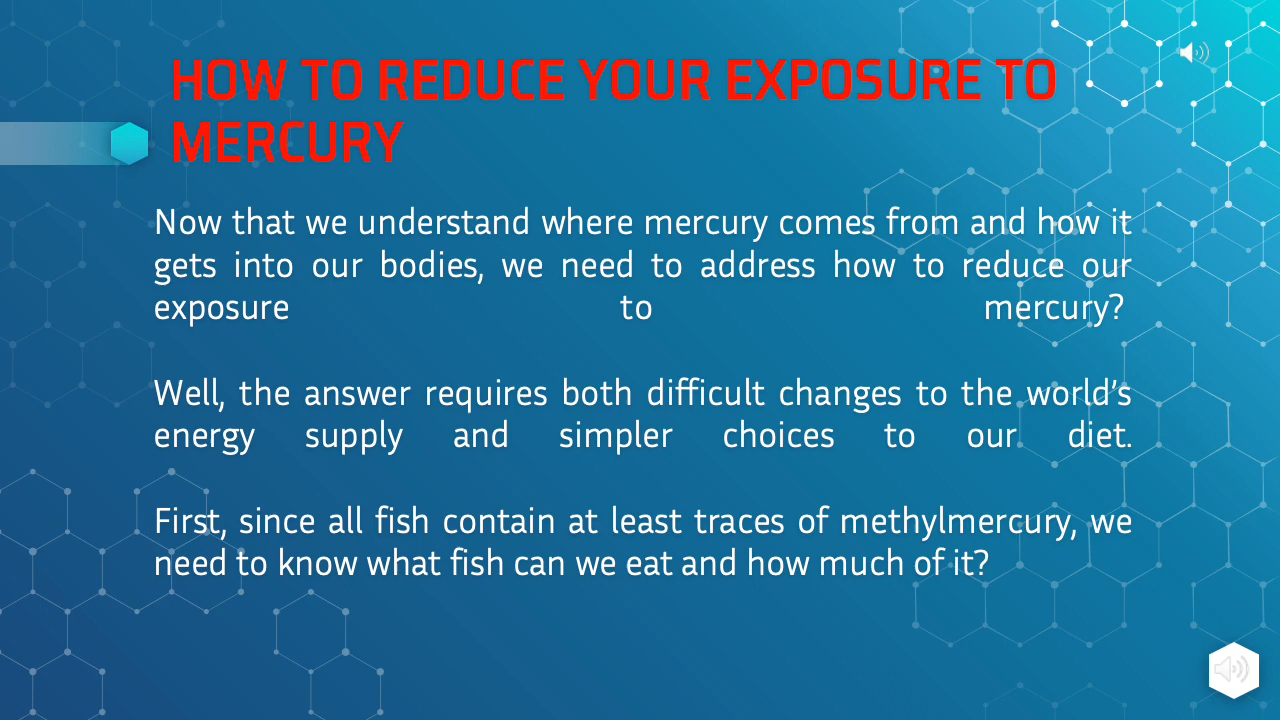 HOW TO REDUCE YOUR EXPOSURE TO
MERCURY
Now that we understand where mercury comes from and how it
gets into our bodies, we need to address how to reduce our
exposure to mercury?
Well, the answer requires both difficult changes to the world’s
energy supply and simpler choices to our diet.
First, since all fish contain at least traces of methylmercury, we
need to know what fish can we eat and how much of it?